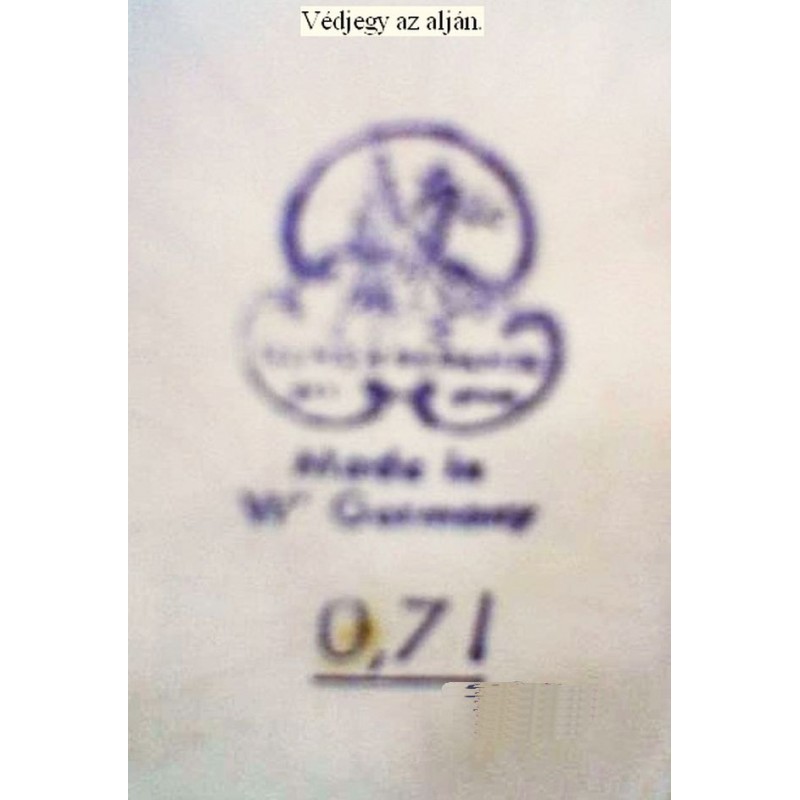 Védjegy az alján.
Made in
W Germany
0,7 l